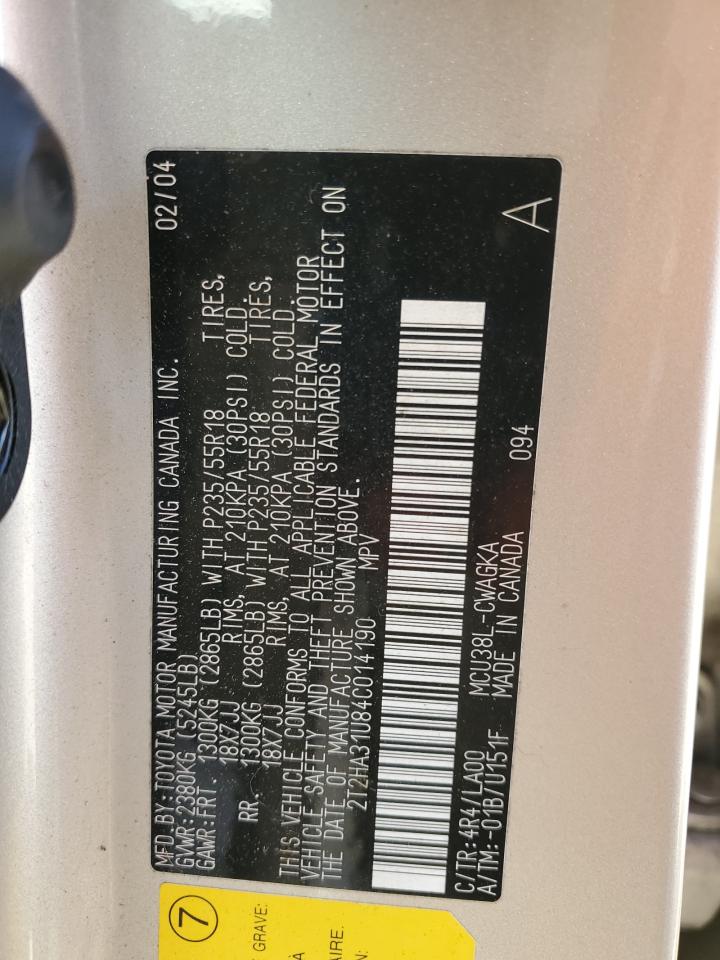 MFD.BY:TOYOTA MOTOR MANUFACTURING CANADA INC. 02/04
GVWR:2380KG (5245LB)
GAWR:FRT 1300KG (2865LB) WITH P235/55R18 TIRES,
18X7JJ RIMS, AT 210KPA (30PSI) COLD.
RR. 1300KG (2865LB) WITH P235/55R18 TIRES,
18X7JJ RIMS, AT 210KPA (30PSI) COLD.
THIS VEHICLE CONFORMS TO ALL APPLICABLE FEDERAL MOTOR
VEHICLE SAFETY AND THEFT PREVENTION STANDARDS IN EFFECT ON
THE DATE OF MANUFACTURE SHOWN ABOVE.
2T2HA31U84C014190 MPV
C/TR:4R4/LA00 MCU38L-CWAGKA 094 A
A/TM:-01B/U151F MADE IN CANADA
7
GRAVE:
À
AIRE.
N: